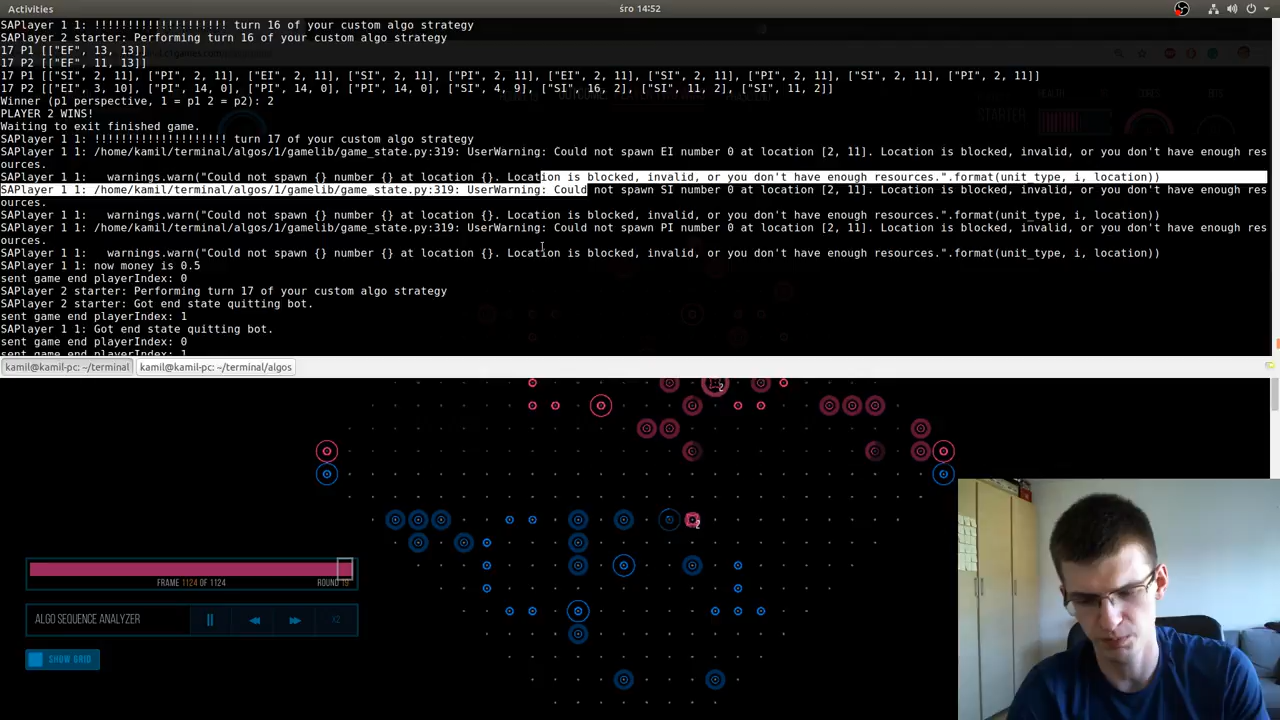 Activities
śro 14:52
SAPlayer 1 1: !!!!!!!!!!!!!!!!!!!! turn 16 of your custom algo strategy
SAPlayer 2 starter: Performing turn 16 of your custom algo strategy
17 P1 [["EF", 13, 13]]
17 P2 [["EF", 11, 13]]
17 P1 [["SI", 2, 11], ["PI", 2, 11], ["EI", 2, 11], ["SI", 2, 11], ["PI", 2, 11], ["EI", 2, 11], ["SI", 2, 11], ["PI", 2, 11], ["SI", 2, 11], ["PI", 2, 11]]
17 P2 [["EI", 3, 10], ["PI", 14, 0], ["PI", 14, 0], ["PI", 14, 0], ["SI", 4, 9], ["SI", 16, 2], ["SI", 11, 2], ["SI", 11, 2]]
Winner (p1 perspective, 1 = p1 2 = p2): 2
PLAYER 2 WINS!
Waiting to exit finished game.
SAPlayer 1 1: !!!!!!!!!!!!!!!!!!!! turn 17 of your custom algo strategy
SAPlayer 1 1: /home/kamil/terminal/algos/1/gamelib/game_state.py:319: UserWarning: Could not spawn EI number 0 at location [2, 11]. Location is blocked, invalid, or you don't have enough res
ources.
SAPlayer 1 1:   warnings.warn("Could not spawn {} number {} at location {}. Location is blocked, invalid, or you don't have enough resources.".format(unit_type, i, location))
SAPlayer 1 1: /home/kamil/terminal/algos/1/gamelib/game_state.py:319: UserWarning: Could not spawn SI number 0 at location [2, 11]. Location is blocked, invalid, or you don't have enough res
ources.
SAPlayer 1 1:   warnings.warn("Could not spawn {} number {} at location {}. Location is blocked, invalid, or you don't have enough resources.".format(unit_type, i, location))
SAPlayer 1 1: /home/kamil/terminal/algos/1/gamelib/game_state.py:319: UserWarning: Could not spawn PI number 0 at location [2, 11]. Location is blocked, invalid, or you don't have enough res
ources.
SAPlayer 1 1:   warnings.warn("Could not spawn {} number {} at location {}. Location is blocked, invalid, or you don't have enough resources.".format(unit_type, i, location))
SAPlayer 1 1: now money is 0.5
sent game end playerIndex: 0
SAPlayer 2 starter: Performing turn 17 of your custom algo strategy
SAPlayer 2 starter: Got end state quitting bot.
sent game end playerIndex: 1
SAPlayer 1 1: Got end state quitting bot.
sent game end playerIndex: 0
sent game end playerIndex: 1
HEALTH
CORES
BITS
STARTER
kamil@kamil-pc: ~/terminal
kamil@kamil-pc: ~/terminal/algos
2
2
FRAME 1124 OF 1124
ROUND 19
ALGO SEQUENCE ANALYZER
X2
SHOW GRID